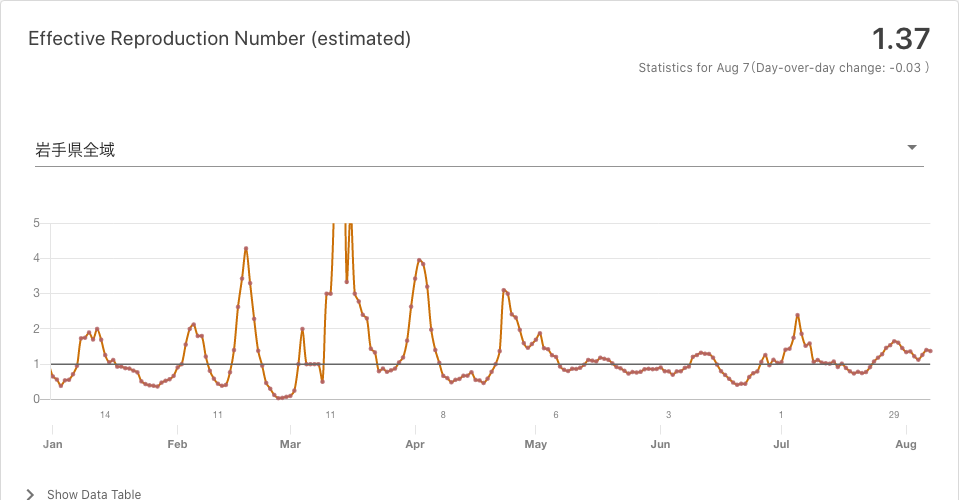 Effective Reproduction Number (estimated)
1.37
Statistics for Aug 7(Day-over-day change: -0.03 )
岩手県全域
5
4
3
2
1
0
14 11 11 8 6 3 1 29
Jan Feb Mar Apr May Jun Jul Aug
Show Data Table